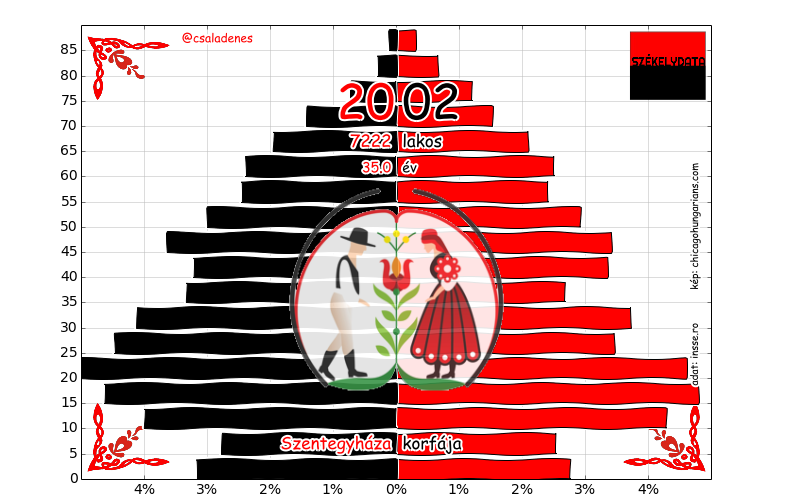 @csaladenes
SZÉKELYDATA
2002
7222 lakos
35.0 év
kép: chicagohungarians.com
adat: insse.ro
Szentegyháza korfája
85
80
75
70
65
60
55
50
45
40
35
30
25
20
15
10
5
0
4% 3% 2% 1% 0% 1% 2% 3% 4%